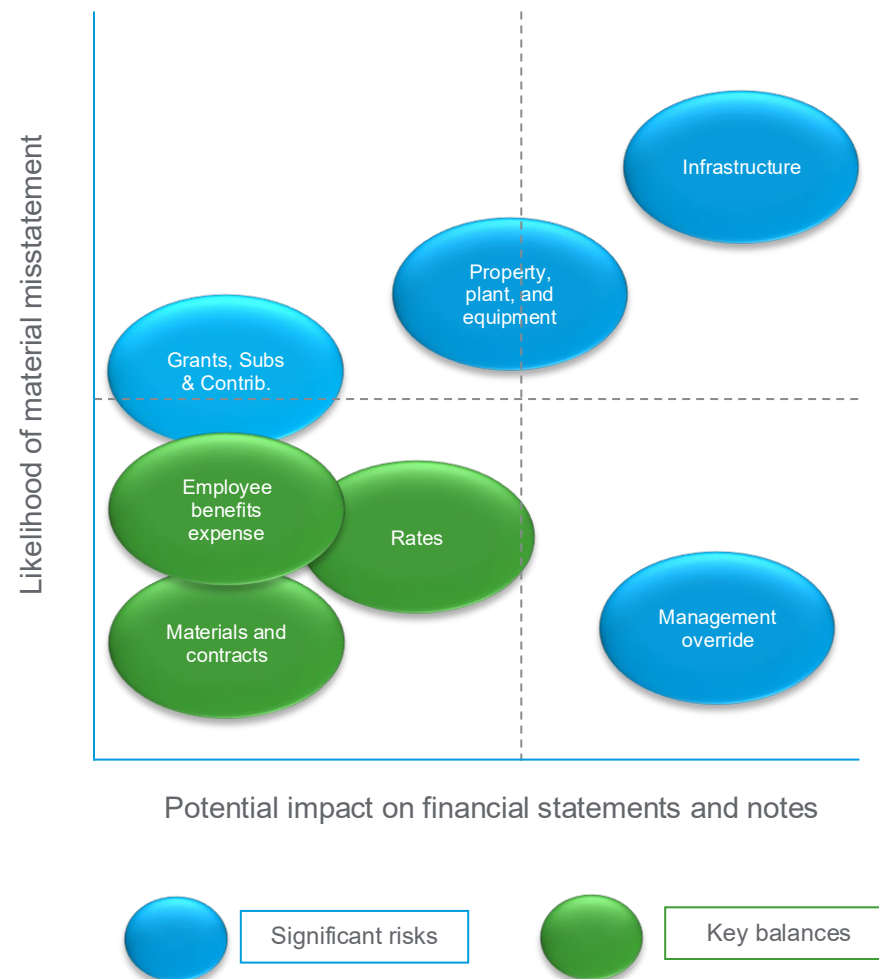 Likelihood of material misstatement
Infrastructure
Property,
plant, and
equipment
Grants, Subs
& Contrib.
Employee
benefits
expense
Rates
Materials and
contracts
Management
override
Potential impact on financial statements and notes
Significant risks
Key balances